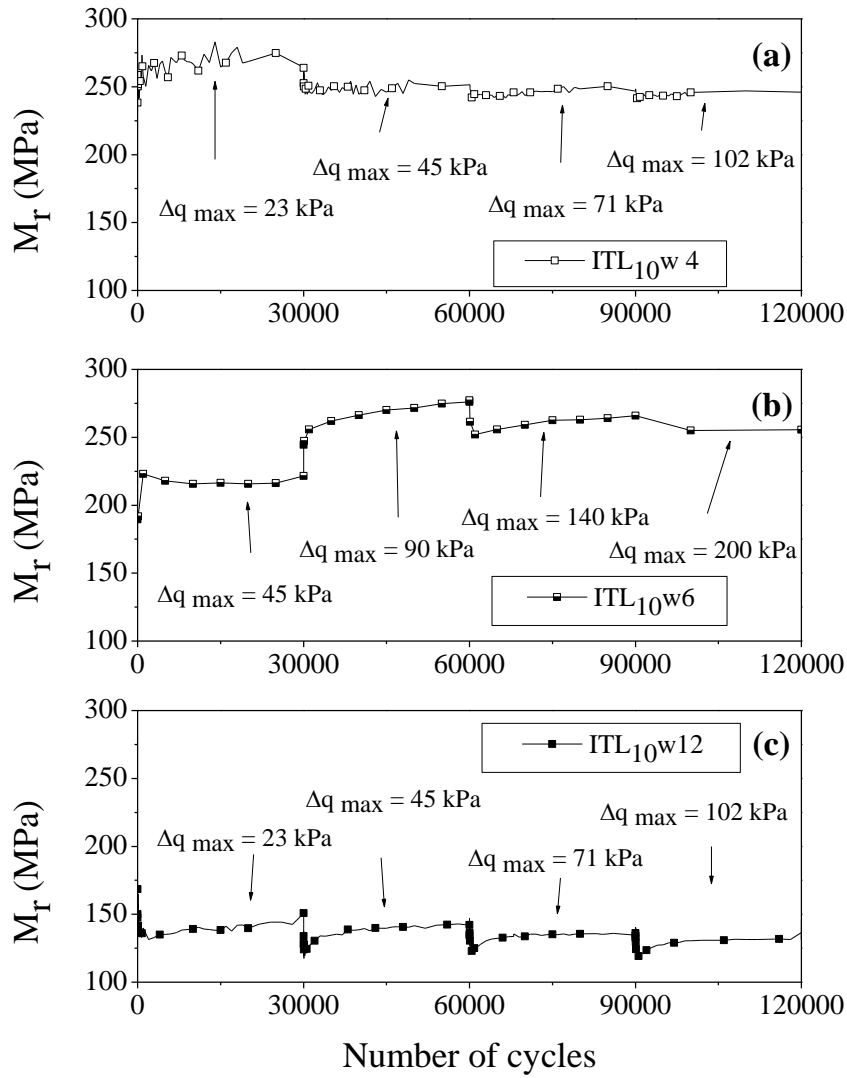 300
(a)
250
200
150
100
M_r (MPa)
Δq max = 23 kPa
Δq max = 45 kPa
Δq max = 71 kPa
Δq max = 102 kPa
ITL10w 4
0 30000 60000 90000 120000
300
(b)
250
200
150
100
M_r (MPa)
Δq max = 45 kPa
Δq max = 90 kPa
Δq max = 140 kPa
Δq max = 200 kPa
ITL10w6
0 30000 60000 90000 120000
300
(c)
250
200
150
100
M_r (MPa)
ITL10w12
Δq max = 23 kPa
Δq max = 45 kPa
Δq max = 71 kPa
Δq max = 102 kPa
0 30000 60000 90000 120000
Number of cycles